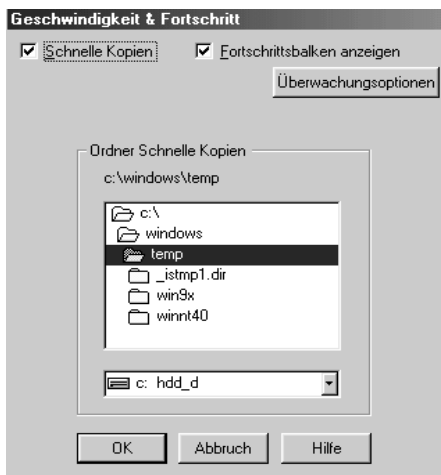 Geschwindigkeit & Fortschritt
Schnelle Kopien
Fortschrittsbalken anzeigen
Überwachungsoptionen
Ordner Schnelle Kopien
c:\windows\temp
c:\
windows
temp
_istmp1.dir
win9x
winnt40
c: hdd_d
OK
Abbruch
Hilfe